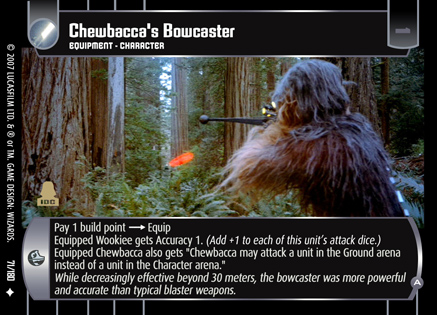 Chewbacca's Bowcaster
EQUIPMENT - CHARACTER
© 2007 LUCASFILM LTD. & ® or TM. GAME DESIGN: WIZARDS.
IDC
Pay 1 build point → Equip
Equipped Wookiee gets Accuracy 1. (Add +1 to each of this unit's attack dice.)
Equipped Chewbacca also gets "Chewbacca may attack a unit in the Ground arena
instead of a unit in the Character arena."
While decreasingly effective beyond 30 meters, the bowcaster was more powerful
and accurate than typical blaster weapons.
A